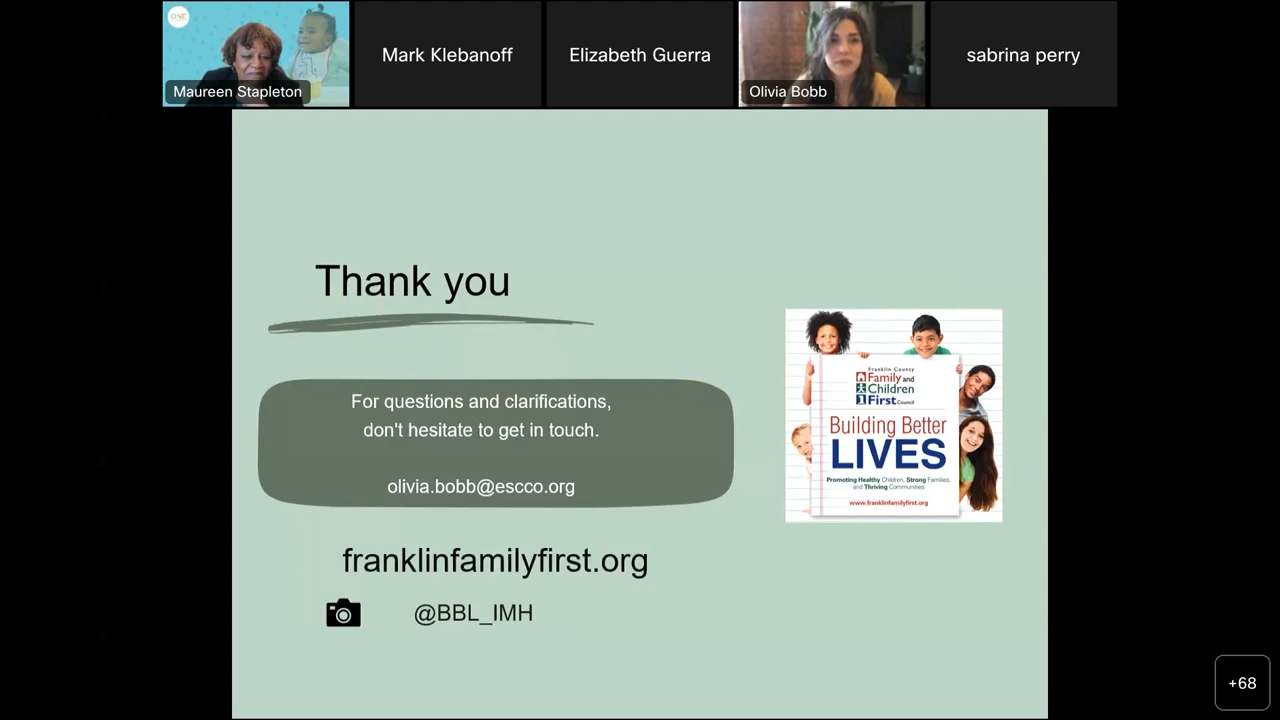 ONE
Maureen Stapleton
Mark Klebanoff
Elizabeth Guerra
Olivia Bobb
sabrina perry
Thank you
For questions and clarifications,
don't hesitate to get in touch.
olivia.bobb@escco.org
franklinfamilyfirst.org
@BBL_IMH
Franklin County
Family and
Children
First Council
Building Better
LIVES
Promoting Healthy Children, Strong Families,
and Thriving Communities
www.franklinfamilyfirst.org
+68